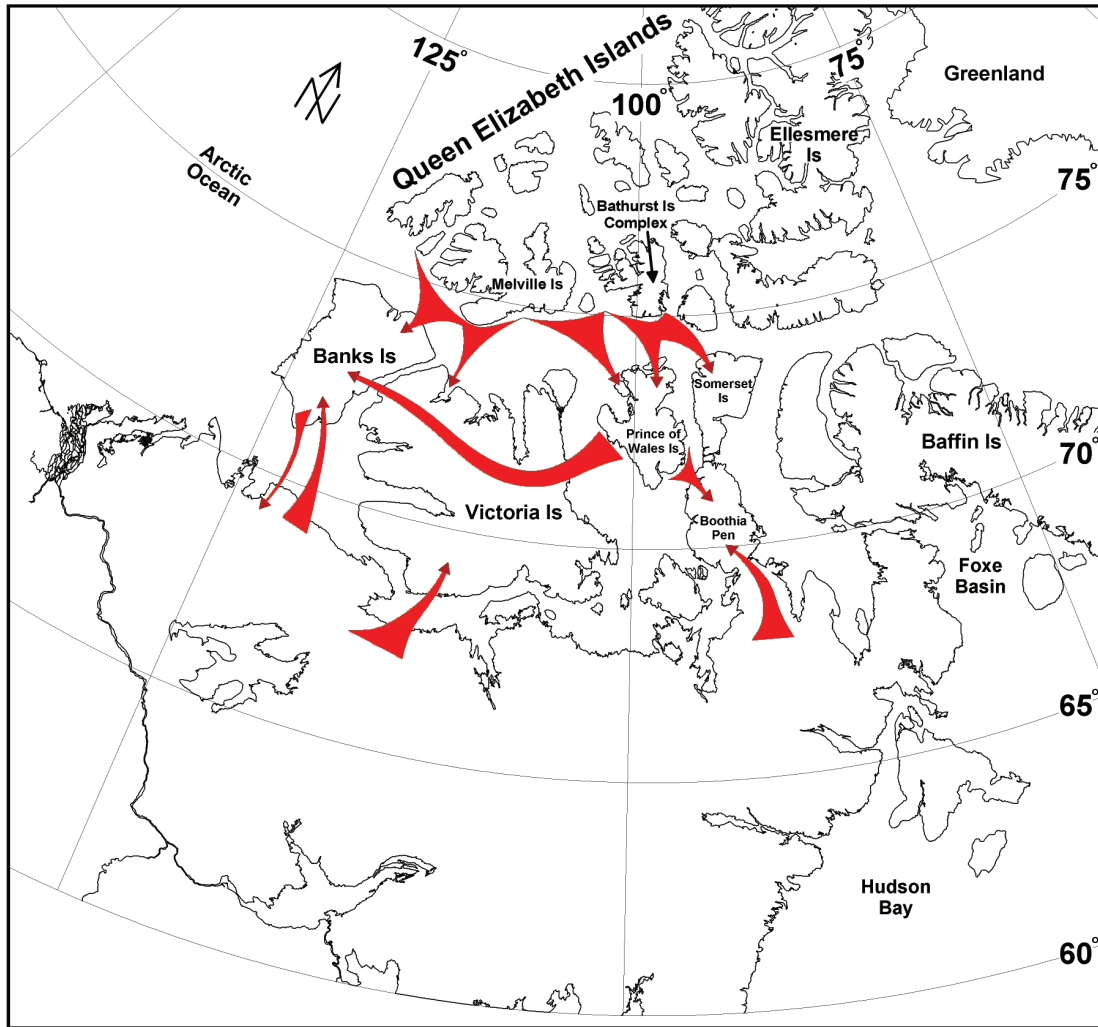 125°
Queen Elizabeth Islands
75°
Greenland
N
100°
Ellesmere
Is
Arctic
Ocean
75°
Bathurst Is
Complex
Melville Is
Banks Is
Somerset
Is
Prince of
Wales Is
Baffin Is
70°
Victoria Is
Boothia
Pen
Foxe
Basin
65°
Hudson
Bay
60°